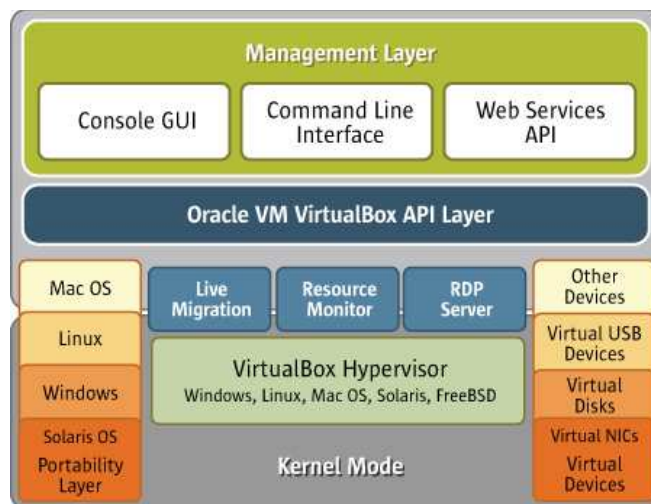 Management Layer
Console GUI
Command Line
Interface
Web Services
API
Oracle VM VirtualBox API Layer
Mac OS
Linux
Windows
Solaris OS
Portability
Layer
Live
Migration
Resource
Monitor
RDP
Server
VirtualBox Hypervisor
Windows, Linux, Mac OS, Solaris, FreeBSD
Kernel Mode
Other
Devices
Virtual USB
Devices
Virtual
Disks
Virtual NICs
Virtual
Devices